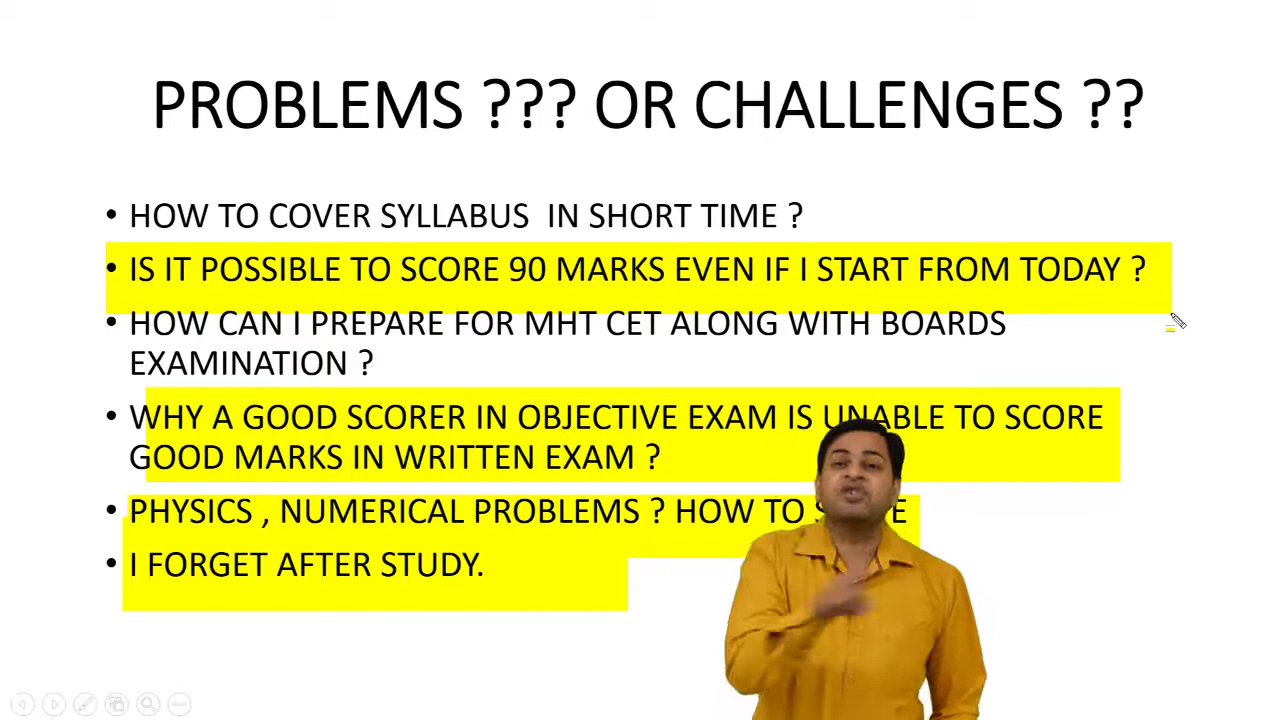 PROBLEMS ??? OR CHALLENGES ??
• HOW TO COVER SYLLABUS IN SHORT TIME ?
• IS IT POSSIBLE TO SCORE 90 MARKS EVEN IF I START FROM TODAY ?
• HOW CAN I PREPARE FOR MHT CET ALONG WITH BOARDS
EXAMINATION ?
• WHY A GOOD SCORER IN OBJECTIVE EXAM IS UNABLE TO SCORE
GOOD MARKS IN WRITTEN EXAM ?
• PHYSICS , NUMERICAL PROBLEMS ? HOW TO
• I FORGET AFTER STUDY.